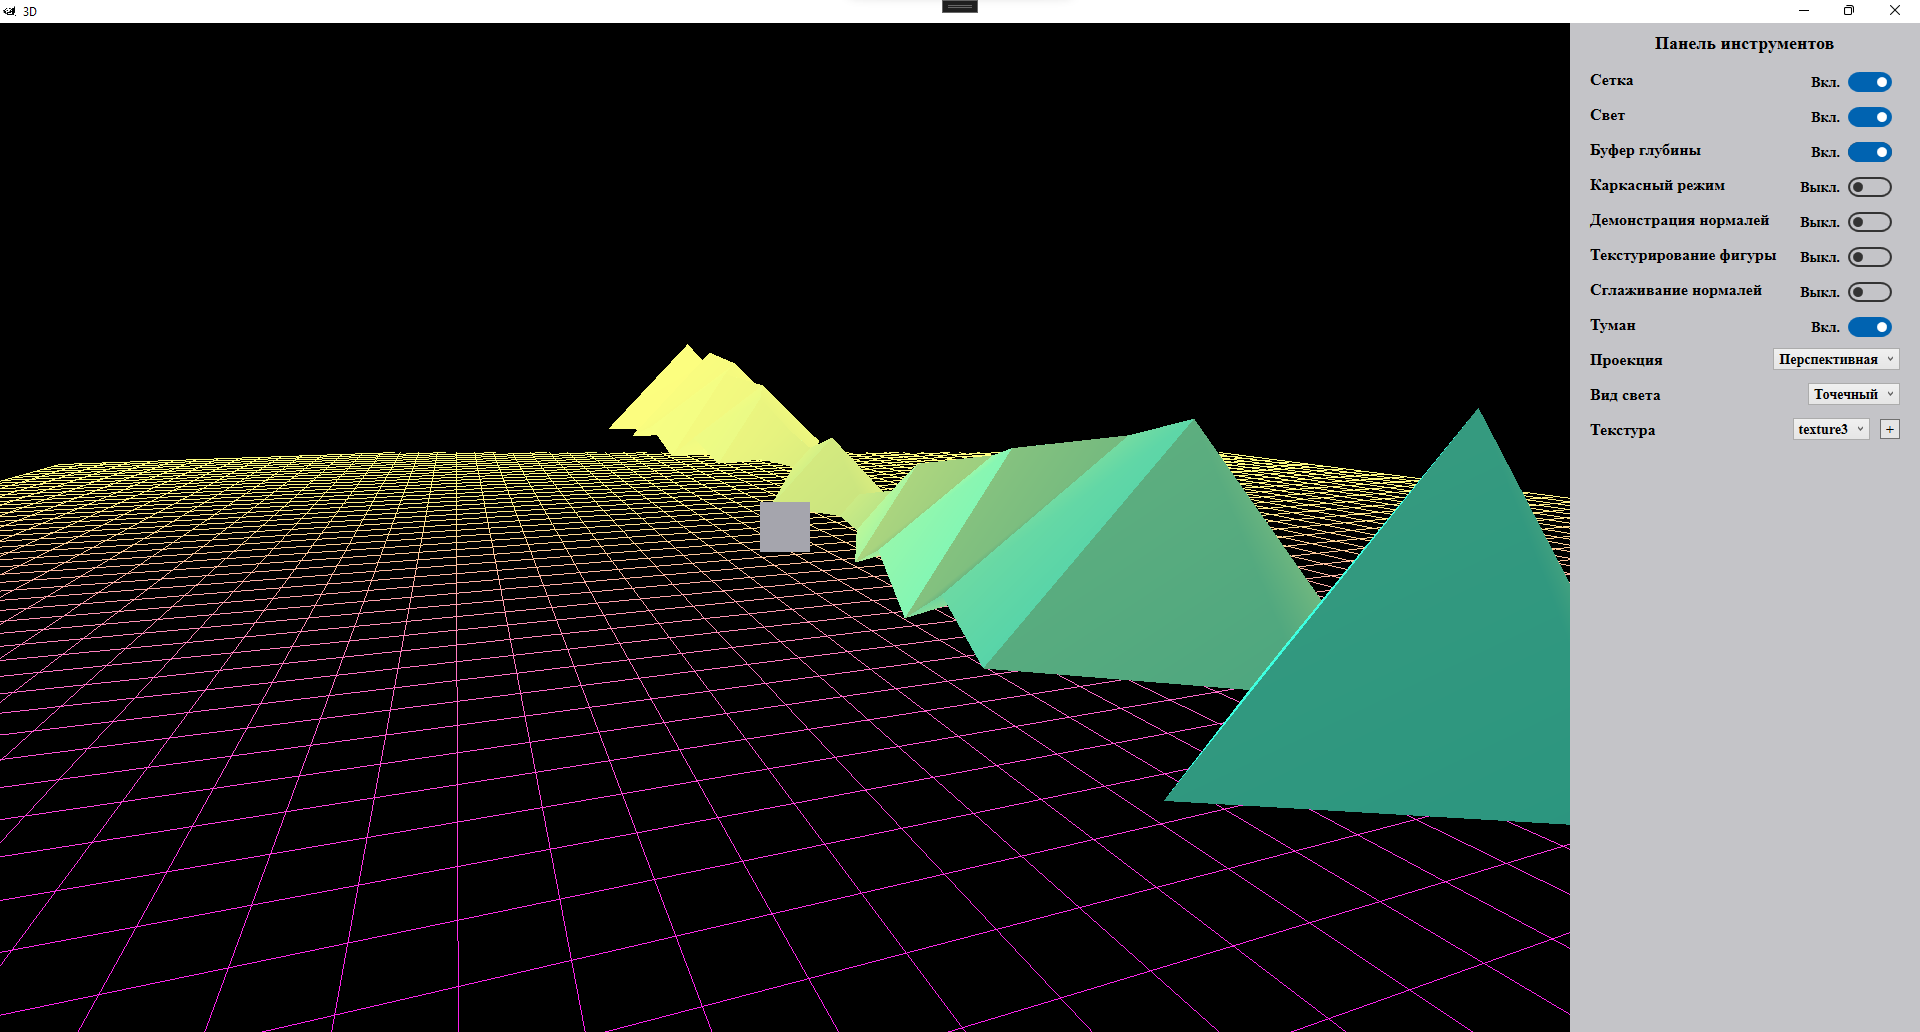 3D
Панель инструментов
Сетка Вкл.
Свет Вкл.
Буфер глубины Вкл.
Каркасный режим Выкл.
Демонстрация нормалей Выкл.
Текстурирование фигуры Выкл.
Сглаживание нормалей Выкл.
Туман Вкл.
Проекция Перспективная
Вид света Точечный
Текстура texture3 +